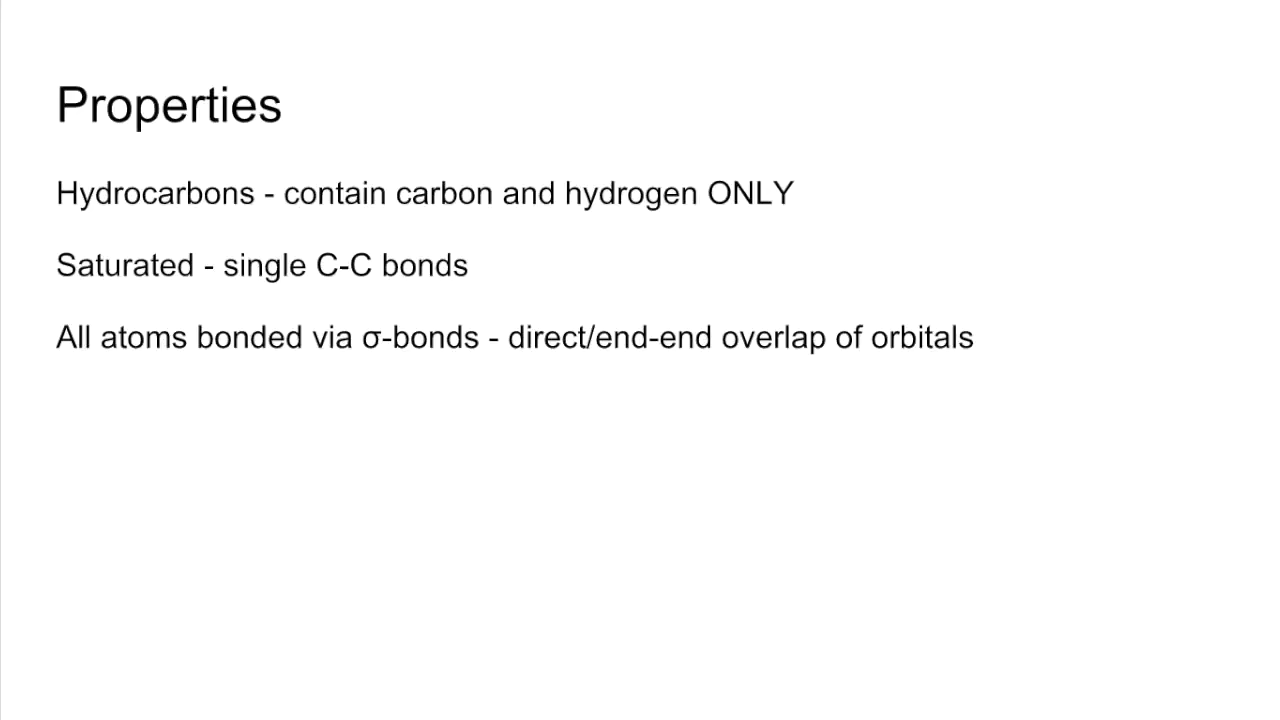 Properties
Hydrocarbons - contain carbon and hydrogen ONLY
Saturated - single C-C bonds
All atoms bonded via σ-bonds - direct/end-end overlap of orbitals